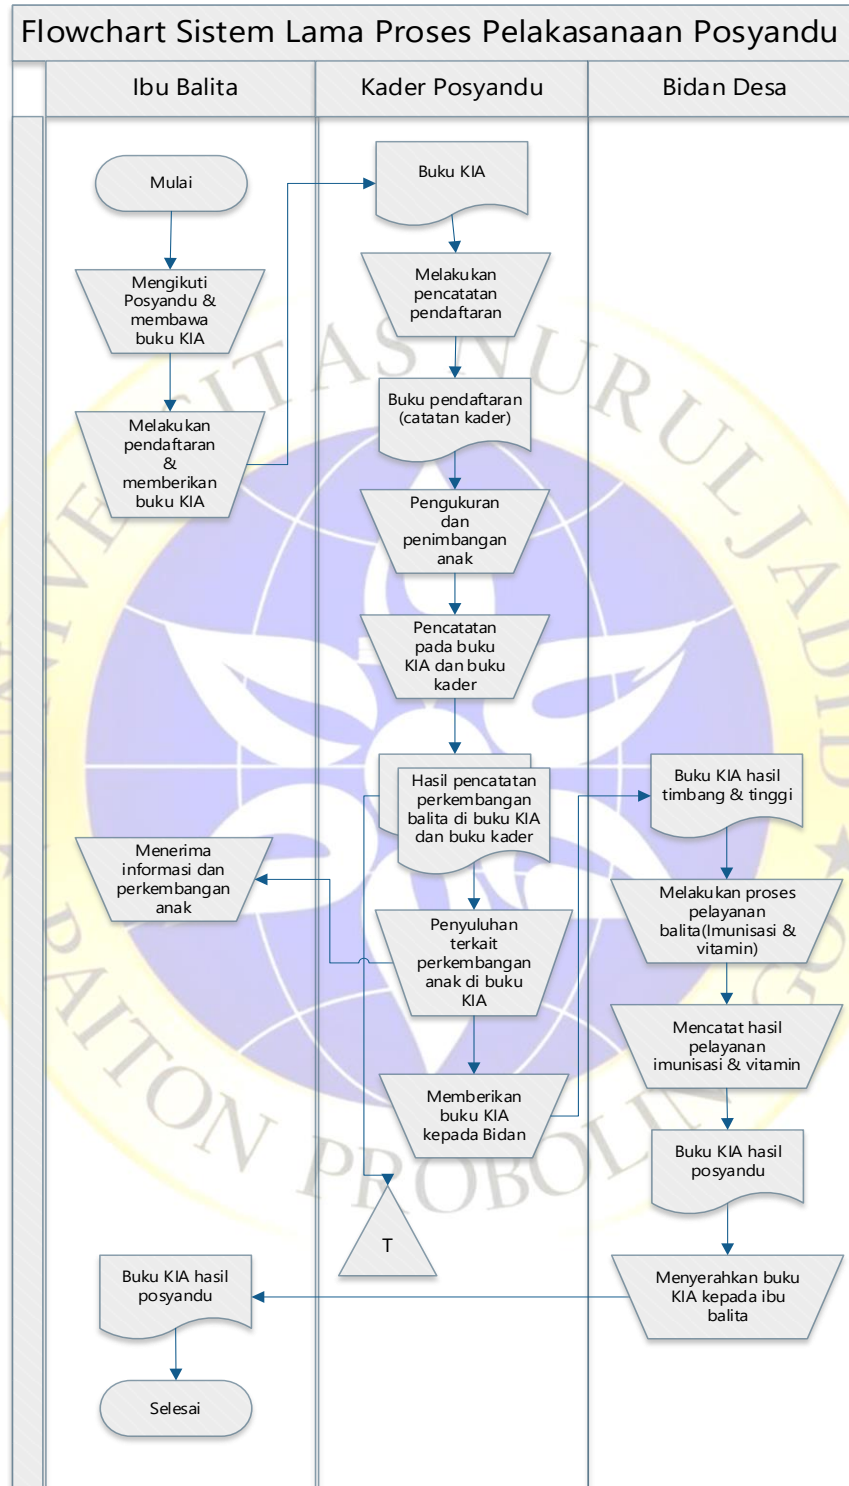 Flowchart Sistem Lama Proses Pelakasanaan Posyandu
Ibu Balita
Kader Posyandu
Bidan Desa
Mulai
Mengikuti
Posyandu &
membawa
buku KIA
Melakukan
pendaftaran
&
memberikan
buku KIA
Buku KIA
Melakukan
pencatatan
pendaftaran
Buku pendaftaran
(catatan kader)
Pengukuran
dan
penimbangan
anak
Pencatatan
pada buku
KIA dan buku
kader
Hasil pencatatan
perkembangan
balita di buku KIA
dan buku kader
Menerima
informasi dan
perkembangan
anak
Penyuluhan
terkait
perkembangan
anak di buku
KIA
Memberikan
buku KIA
kepada Bidan
T
Buku KIA hasil
timbang & tinggi
Melakukan proses
pelayanan
balita(Imunisasi &
vitamin)
Mencatat hasil
pelayanan
imunisasi & vitamin
Buku KIA hasil
posyandu
Menyerahkan buku
KIA kepada ibu
balita
Buku KIA hasil
posyandu
Selesai
UNIVERSITAS NURUL JADID
PAITON PROBOLINGGO